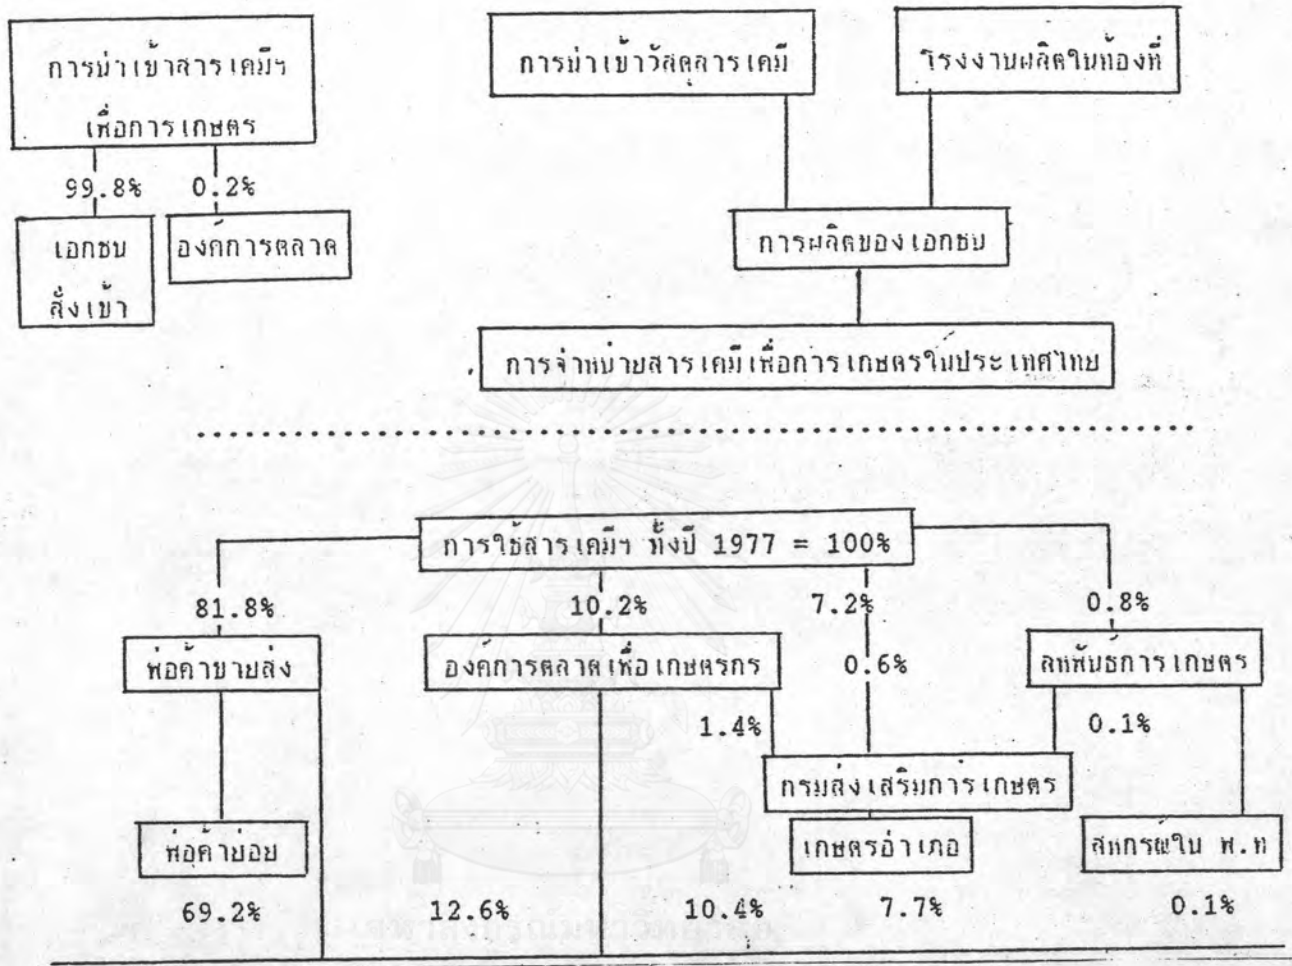 การนำเข้าสารเคมีฯ
เพื่อการเกษตร
99.8% 0.2%
เอกชน
สั่งเข้า
องค์การตลาด
การนำเข้าวัสดุสารเคมี
โรงงานผลิตในท้องที่
การผลิตของเอกชน
การจำหน่ายสารเคมีเพื่อการเกษตรในประเทศไทย
การใช้สารเคมีฯ ทั้งปี 1977 = 100%
81.8% 10.2% 7.2% 0.8%
พ่อค้าขายส่ง
องค์การตลาดเพื่อเกษตรกร
0.6%
สหพันธ์การเกษตร
1.4% 0.1%
กรมส่งเสริมการเกษตร
พ่อค้าย่อย
เกษตรอำเภอ
สหกรณ์ใน พ.ท
69.2% 12.6% 10.4% 7.7% 0.1%